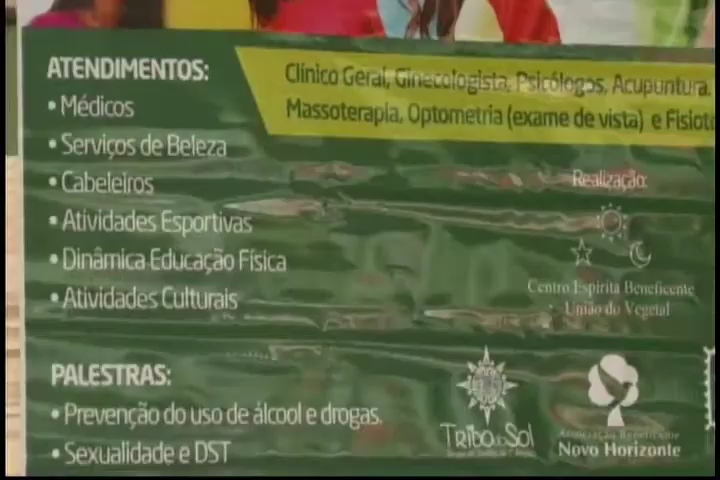 ATENDIMENTOS:
• Médicos
• Serviços de Beleza
• Cabeleiros
• Atividades Esportivas
• Dinâmica Educação Física
• Atividades Culturais
Clínico Geral, Ginecologista, Psicólogos, Acupuntura.
Massoterapia, Optometria (exame de vista) e Fisiot
Realização:
Centro Espírita Beneficente
União do Vegetal
PALESTRAS:
• Prevenção do uso de álcool e drogas.
• Sexualidade e DST
Tribo do Sol
Associação Beneficente
Novo Horizonte